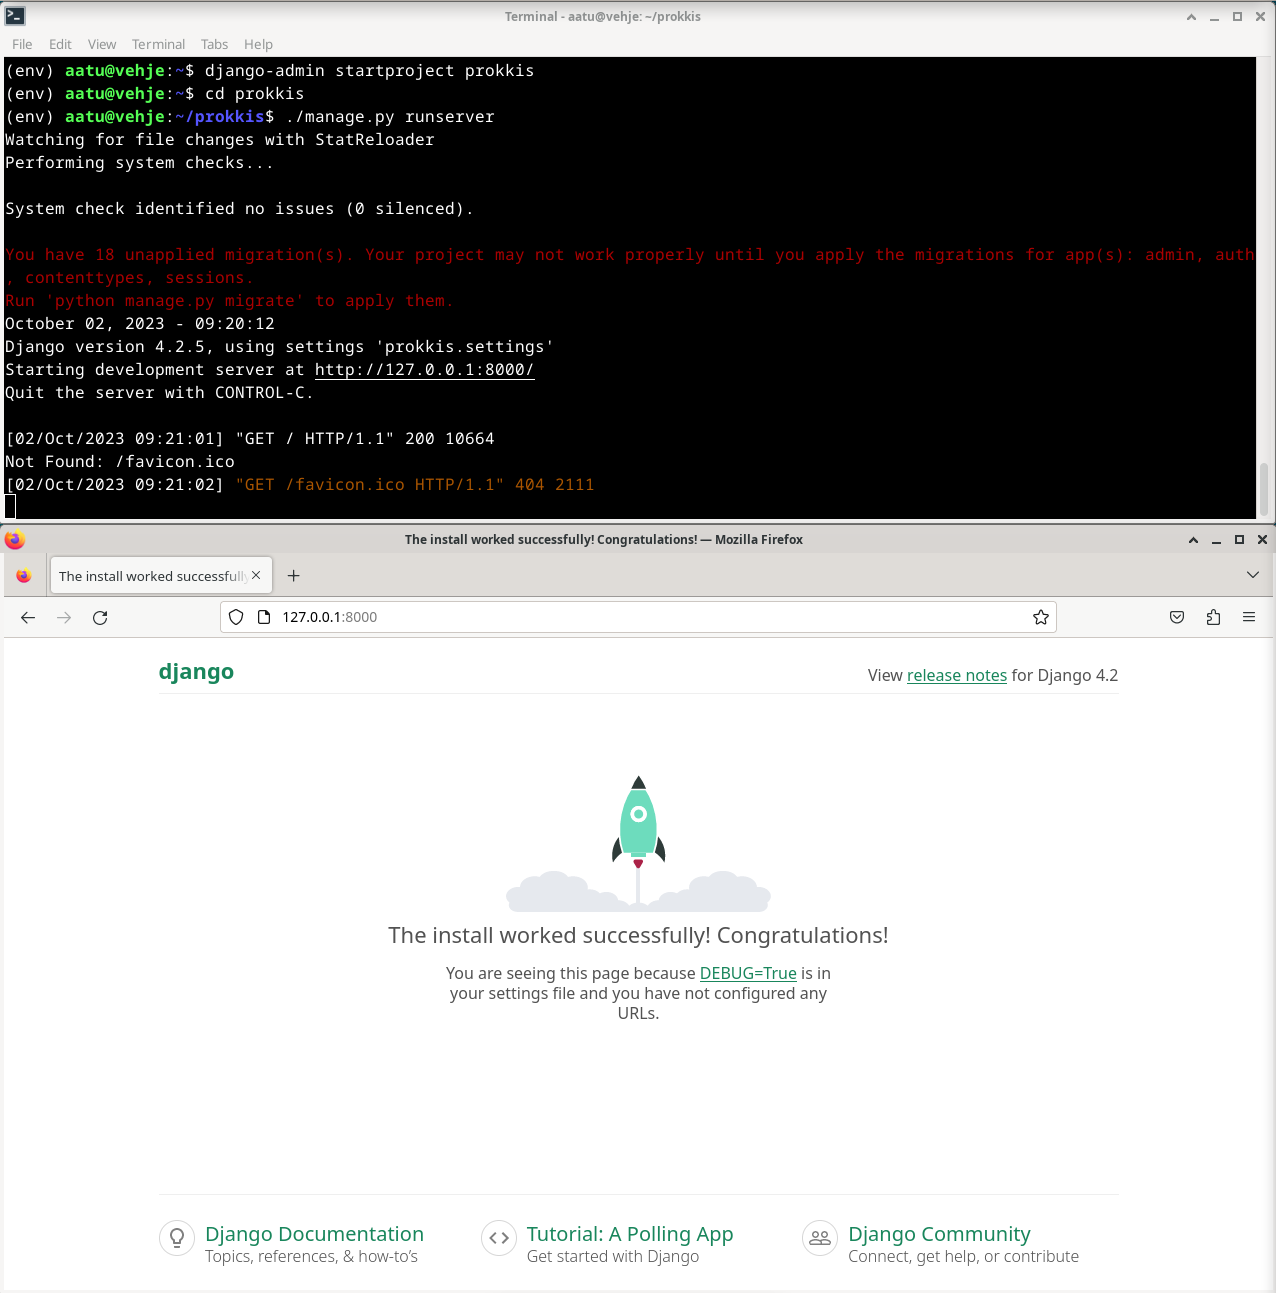 Terminal - aatu@vehje: ~/prokkis
File Edit View Terminal Tabs Help
(env) aatu@vehje:~$ django-admin startproject prokkis
(env) aatu@vehje:~$ cd prokkis
(env) aatu@vehje:~/prokkis$ ./manage.py runserver
Watching for file changes with StatReloader
Performing system checks...
System check identified no issues (0 silenced).
You have 18 unapplied migration(s). Your project may not work properly until you apply the migrations for app(s): admin, auth
, contenttypes, sessions.
Run 'python manage.py migrate' to apply them.
October 02, 2023 - 09:20:12
Django version 4.2.5, using settings 'prokkis.settings'
Starting development server at http://127.0.0.1:8000/
Quit the server with CONTROL-C.
[02/Oct/2023 09:21:01] "GET / HTTP/1.1" 200 10664
Not Found: /favicon.ico
[02/Oct/2023 09:21:02] "GET /favicon.ico HTTP/1.1" 404 2111
The install worked successfully! Congratulations! — Mozilla Firefox
The install worked successfully
127.0.0.1:8000
django
View release notes for Django 4.2
The install worked successfully! Congratulations!
You are seeing this page because DEBUG=True is in
your settings file and you have not configured any
URLs.
Django Documentation
Topics, references, & how-to's
Tutorial: A Polling App
Get started with Django
Django Community
Connect, get help, or contribute